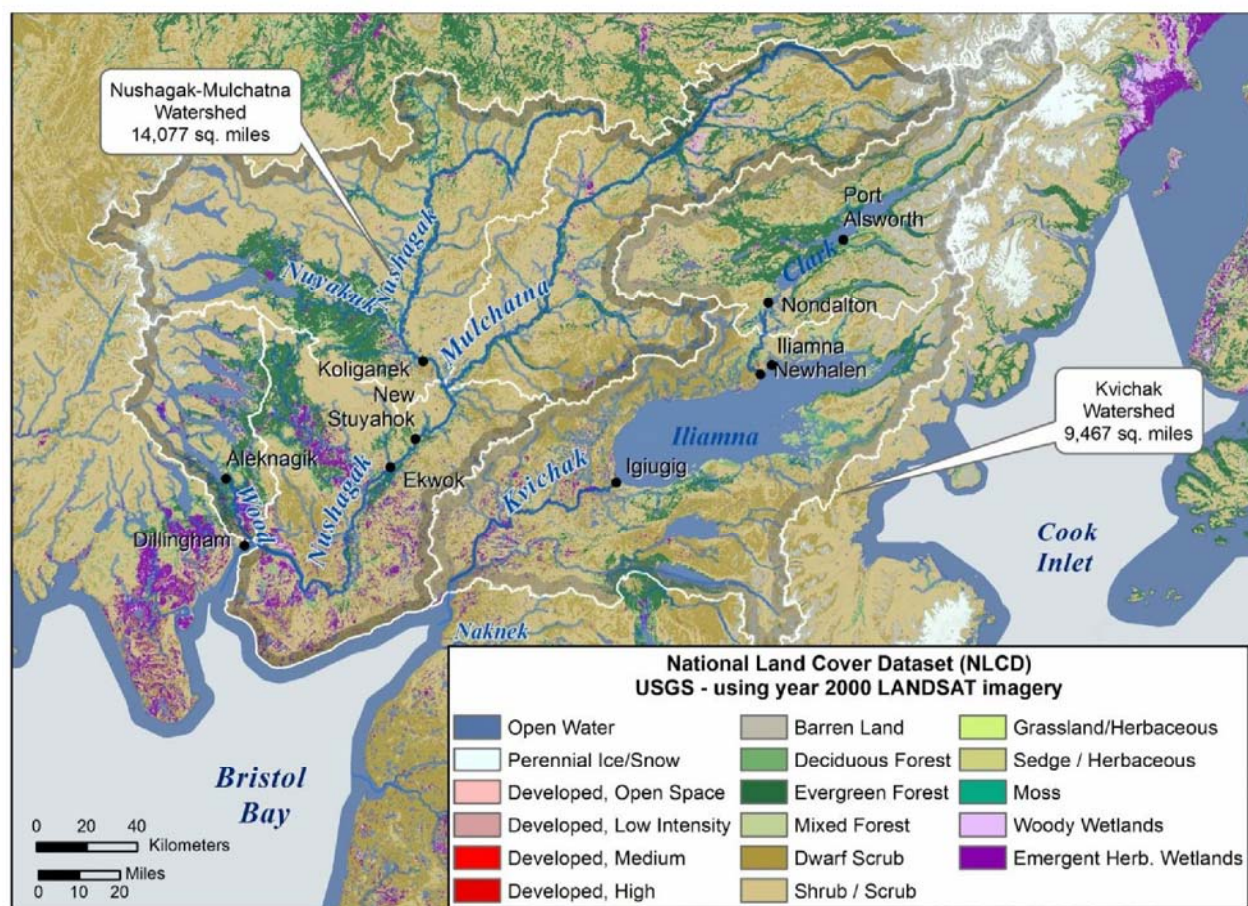 Nushagak-Mulchatna
Watershed
14,077 sq. miles
Port
Alsworth
Clark
Nushagak
Nuyakuk
Mulchatna
Nondalton
Iliamna
Newhalen
Koliganek
New
Stuyahok
Kvichak
Watershed
9,467 sq. miles
Iliamna
Aleknagik
Ekwok
Kvichak
Igiugig
Wood
Nushagak
Dillingham
Cook
Inlet
Naknek
Bristol
Bay
National Land Cover Dataset (NLCD)
USGS - using year 2000 LANDSAT imagery
Open Water
Perennial Ice/Snow
Developed, Open Space
Developed, Low Intensity
Developed, Medium
Developed, High
Barren Land
Deciduous Forest
Evergreen Forest
Mixed Forest
Dwarf Scrub
Shrub / Scrub
Grassland/Herbaceous
Sedge / Herbaceous
Moss
Woody Wetlands
Emergent Herb. Wetlands
0 20 40
Kilometers
Miles
0 10 20